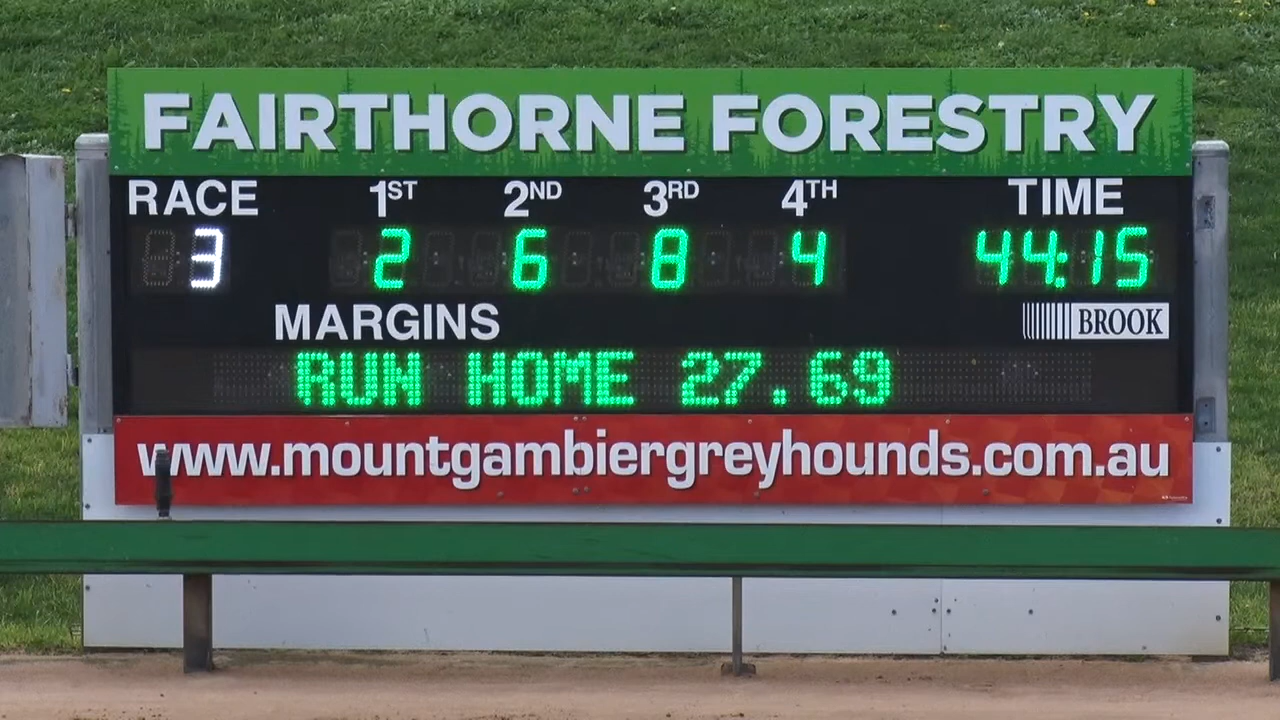 FAIRTHORNE FORESTRY
RACE 1ST 2ND 3RD 4TH TIME
3 2 6 8 4 44:15
MARGINS BROOK
RUN HOME 27.69
www.mountgambiergreyhounds.com.au